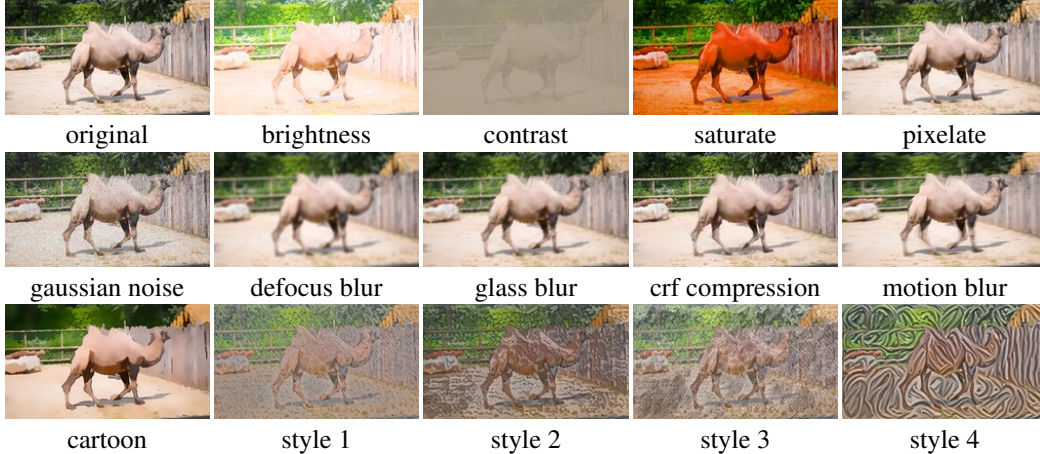 original brightness contrast saturate pixelate
gaussian noise defocus blur glass blur crf compression motion blur
cartoon style 1 style 2 style 3 style 4